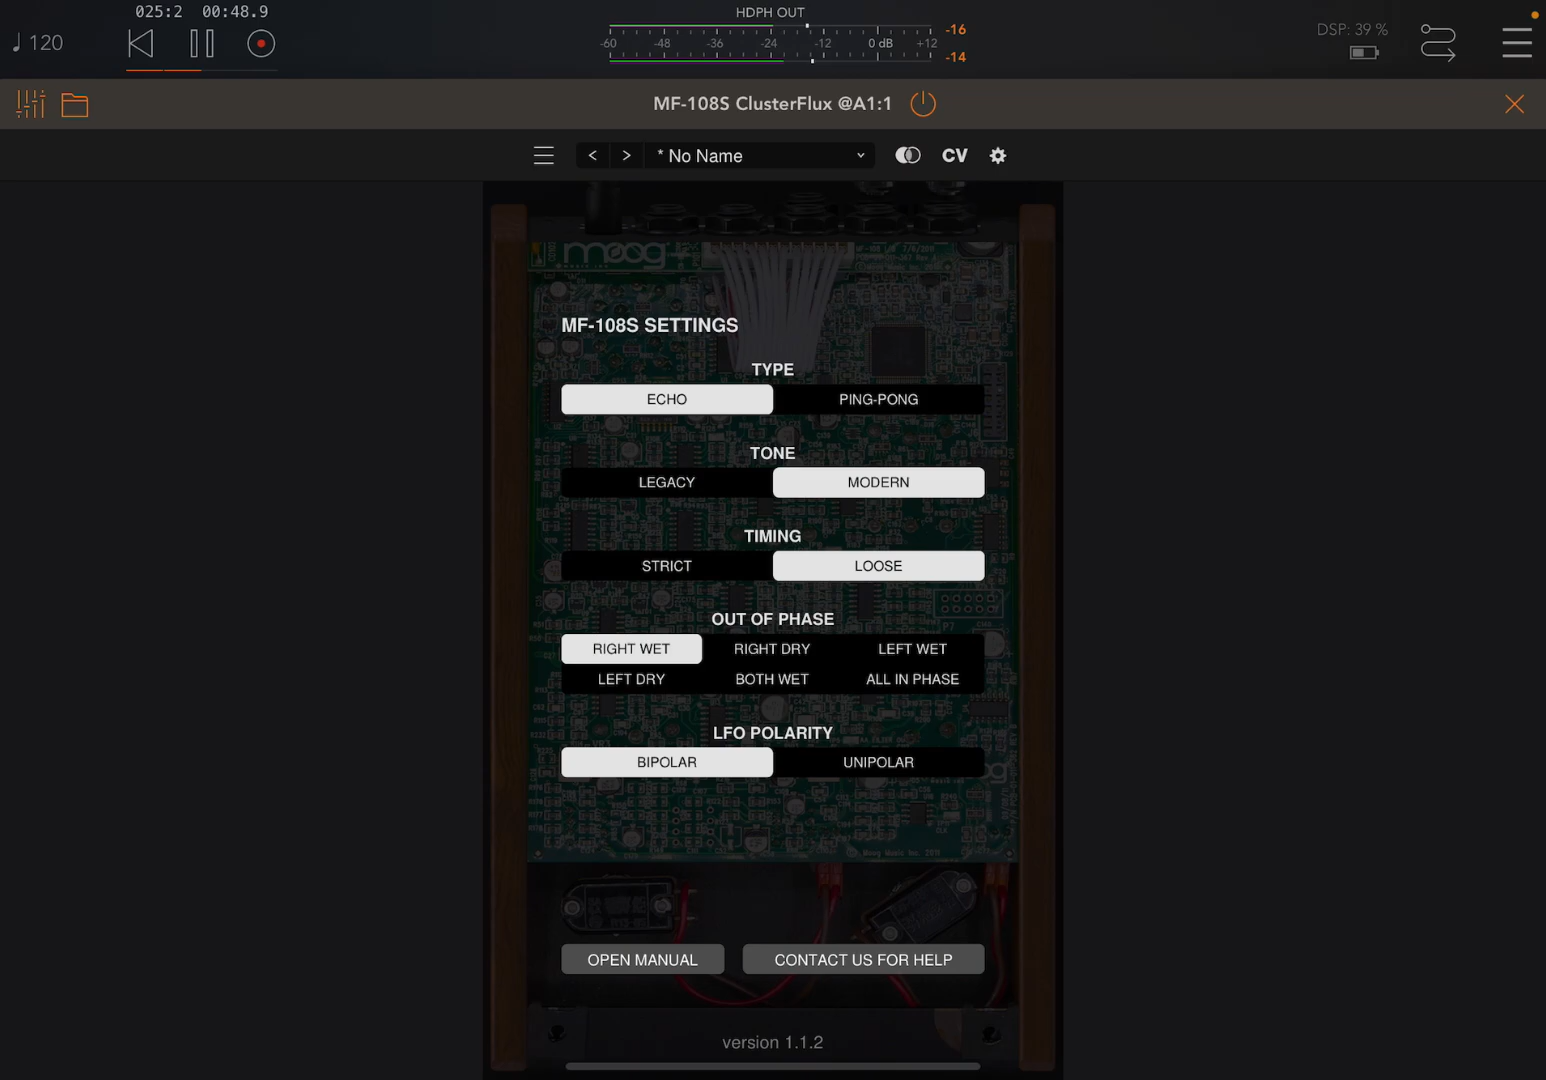 025:2 00:48.9
HDPH OUT
120
-60 -48 -36 -24 -12 0 dB +12
-16
-14
DSP: 39 %
MF-108S ClusterFlux @A1:1
< > * No Name CV
moog
MF-108S SETTINGS
TYPE
ECHO PING-PONG
TONE
LEGACY MODERN
TIMING
STRICT LOOSE
OUT OF PHASE
RIGHT WET RIGHT DRY LEFT WET
LEFT DRY BOTH WET ALL IN PHASE
LFO POLARITY
BIPOLAR UNIPOLAR
OPEN MANUAL CONTACT US FOR HELP
version 1.1.2